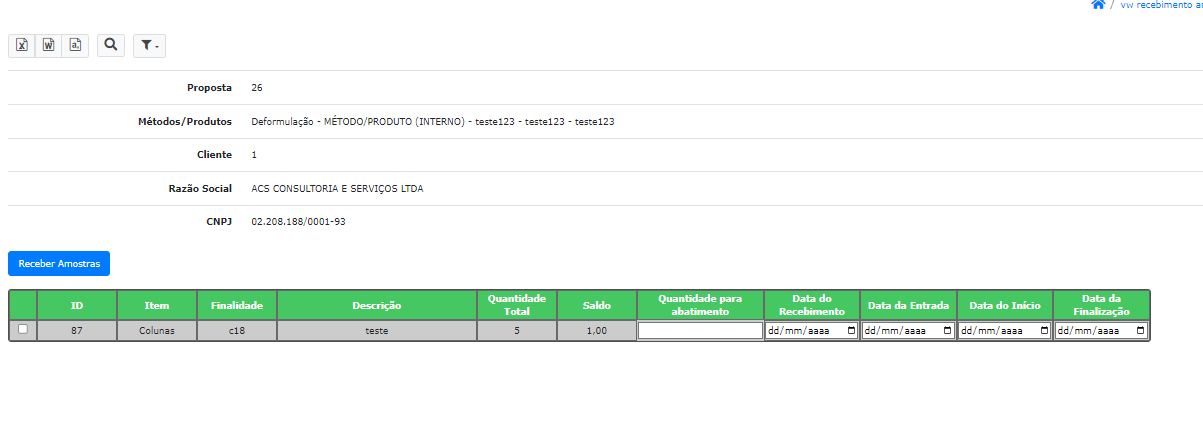 / vw recebimento
Proposta 26
Métodos/Produtos Deformulação - MÉTODO/PRODUTO (INTERNO) - teste123 - teste123 - teste123
Cliente 1
Razão Social ACS CONSULTORIA E SERVIÇOS LTDA
CNPJ 02.208.188/0001-93
Receber Amostras
ID Item Finalidade Descrição Quantidade Total Saldo Quantidade para abatimento Data do Recebimento Data da Entrada Data do Início Data da Finalização
87 Colunas c18 teste 5 1,00 dd/mm/aaaa dd/mm/aaaa dd/mm/aaaa dd/mm/aaaa